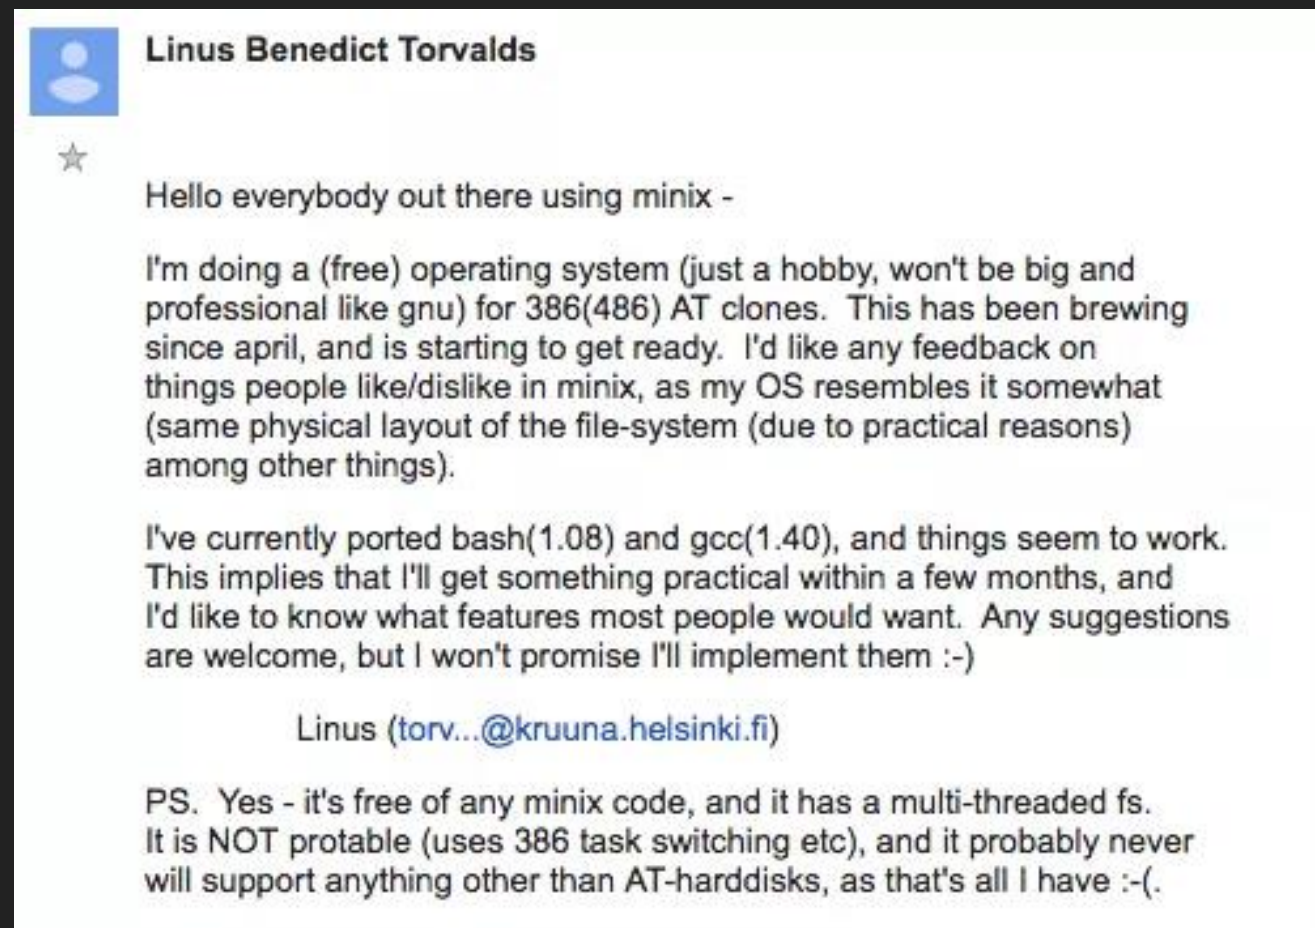 Linus Benedict Torvalds
Hello everybody out there using minix -
I'm doing a (free) operating system (just a hobby, won't be big and
professional like gnu) for 386(486) AT clones.  This has been brewing
since april, and is starting to get ready.  I'd like any feedback on
things people like/dislike in minix, as my OS resembles it somewhat
(same physical layout of the file-system (due to practical reasons)
among other things).
I've currently ported bash(1.08) and gcc(1.40), and things seem to work.
This implies that I'll get something practical within a few months, and
I'd like to know what features most people would want.  Any suggestions
are welcome, but I won't promise I'll implement them :-)
Linus (torv...@kruuna.helsinki.fi)
PS.  Yes - it's free of any minix code, and it has a multi-threaded fs.
It is NOT protable (uses 386 task switching etc), and it probably never
will support anything other than AT-harddisks, as that's all I have :-(.